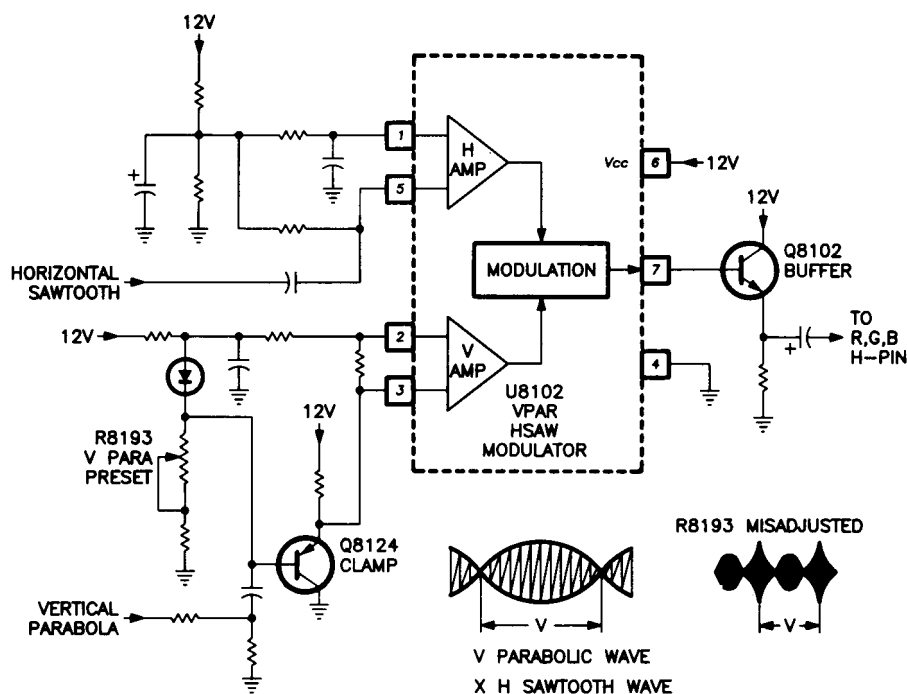 12V
1
H
AMP
5
Vcc
6
12V
12V
Q8102
BUFFER
MODULATION
7
HORIZONTAL
SAWTOOTH
TO
R,G,B
H-PIN
12V
2
V
AMP
3
4
U8102
VPAR
HSAW
MODULATOR
12V
R8193
V PARA
PRESET
Q8124
CLAMP
R8193 MISADJUSTED
VERTICAL
PARABOLA
V
V
V PARABOLIC WAVE
X H SAWTOOTH WAVE